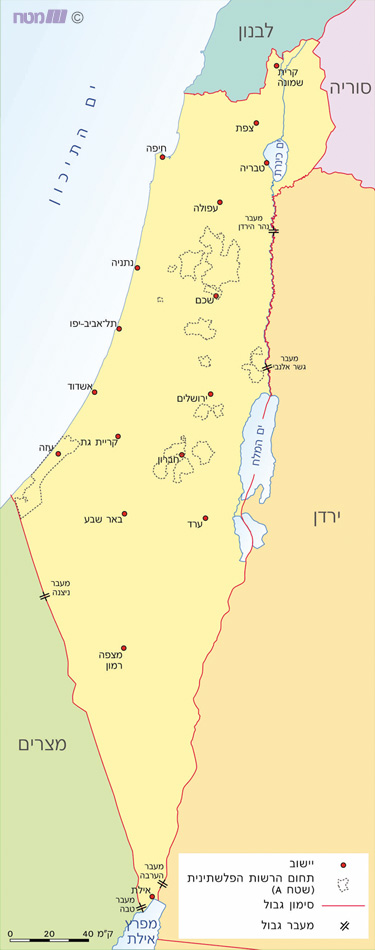 © מטח
לבנון
סוריה
קרית
שמונה
ים התיכון
צפת
ים כינרת
חיפה
טבריה
עפולה
מעבר
נהר הירדן
נתניה
שכם
תל־אביב-יפו
מעבר
גשר אלנבי
אשדוד
ירושלים
ים המלח
קריית גת
עזה
חברון
באר שבע
ערד
ירדן
מעבר
ניצנה
מצפה
רמון
מצרים
מעבר
הערבה
אילת
מעבר
טבה
מפרץ
אילת
יישוב
תחום הרשות הפלשתינית
(שטח A)
סימון גבול
מעבר גבול
0 20 40 ק"מ